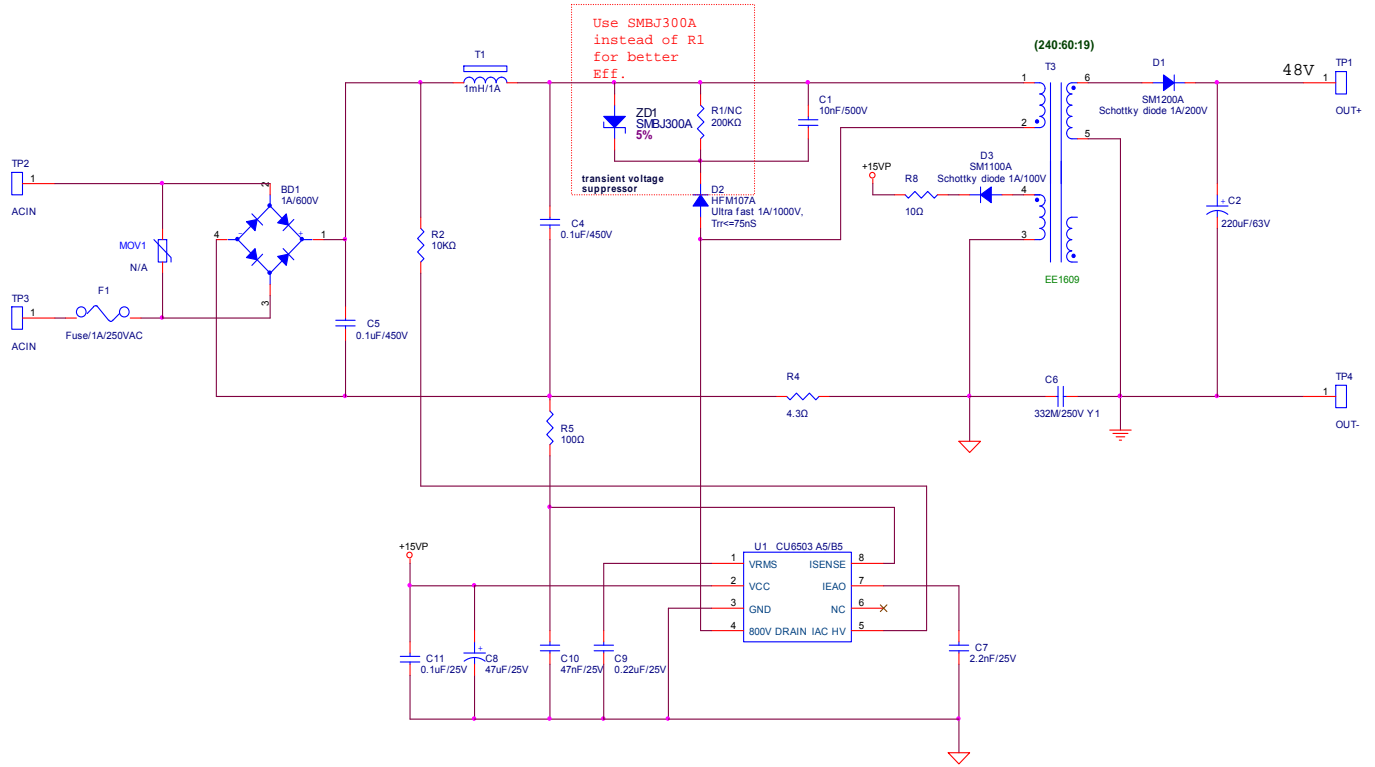 Use SMBJ300A
instead of R1
for better
Eff.
(240:60:19)
T1
1mH/1A
ZD1
SMBJ300A
5%
R1/NC
200KΩ
C1
10nF/500V
transient voltage
suppressor
D2
HFM107A
Ultra fast 1A/1000V,
Trr<=75nS
T3
1
2
6
5
4
3
EE1609
D1
SM1200A
Schottky diode 1A/200V
48V
1
TP1
OUT+
+15VP
R8
10Ω
D3
SM1100A
Schottky diode 1A/100V
C2
+
220uF/63V
TP2
1
ACIN
MOV1
N/A
BD1
1A/600V
2
4
-
+
1
3
TP3
1
ACIN
F1
Fuse/1A/250VAC
R2
10KΩ
C4
0.1uF/450V
C5
0.1uF/450V
R4
4.3Ω
C6
332M/250V Y1
1
TP4
OUT-
R5
100Ω
+15VP
U1 CU6503 A5/B5
1 VRMS ISENSE 8
2 VCC IEAO 7
3 GND NC 6
4 800V DRAIN IAC HV 5
C11
0.1uF/25V
+
C8
47uF/25V
C10
47nF/25V
C9
0.22uF/25V
C7
2.2nF/25V